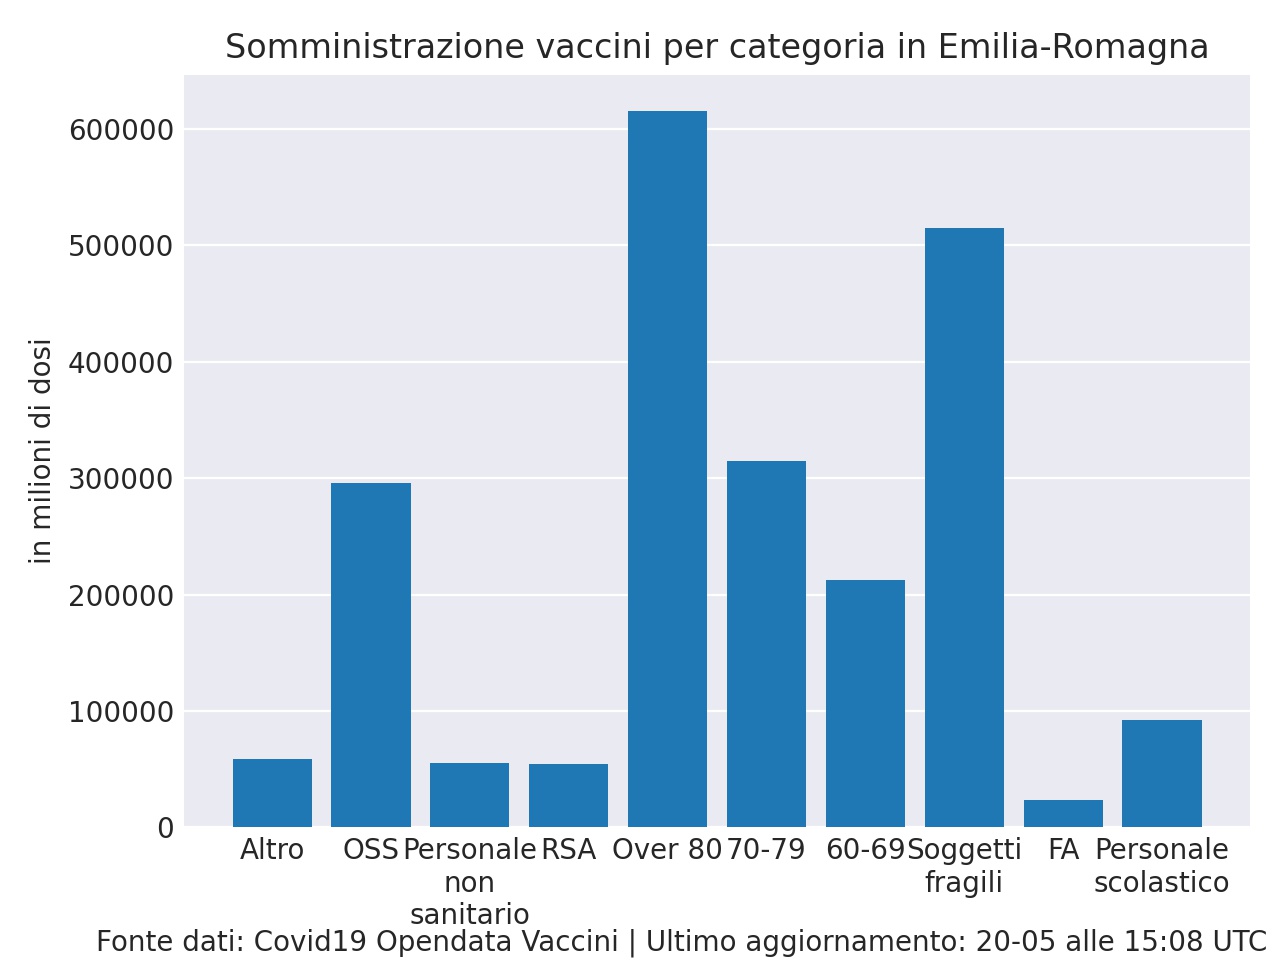 Somministrazione vaccini per categoria in Emilia-Romagna
in milioni di dosi
600000
500000
400000
300000
200000
100000
0
Altro
OSS
Personale
non
sanitario
RSA
Over 80
70-79
60-69
Soggetti
fragili
FA
Personale
scolastico
Fonte dati: Covid19 Opendata Vaccini | Ultimo aggiornamento: 20-05 alle 15:08 UTC